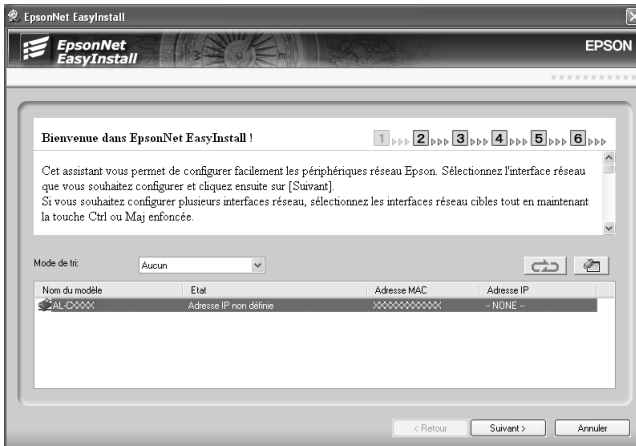 EpsonNet EasyInstall
EpsonNet
EasyInstall
EPSON
Bienvenue dans EpsonNet EasyInstall !
1 2 3 4 5 6
Cet assistant vous permet de configurer facilement les périphériques réseau Epson. Sélectionnez l'interface réseau
que vous souhaitez configurer et cliquez ensuite sur [Suivant].
Si vous souhaitez configurer plusieurs interfaces réseau, sélectionnez les interfaces réseau cibles tout en maintenant
la touche Ctrl ou Maj enfoncée.
Mode de tri: Aucun
Nom du modèle Etat Adresse MAC Adresse IP
AL-CXXXX Adresse IP non définie XXXXXXXXXXXX -- NONE --
< Retour Suivant > Annuler